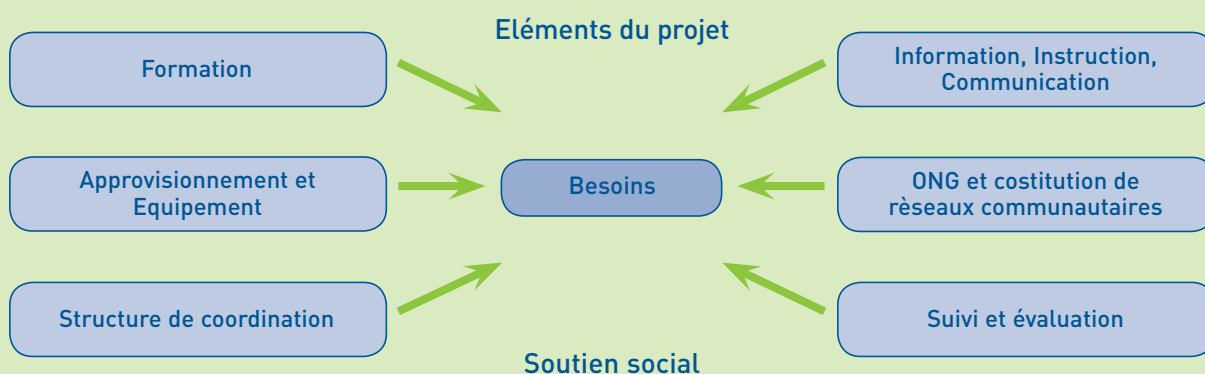 Eléments du projet
Formation
Information, Instruction,
Communication
Approvisionnement et
Equipement
Besoins
ONG et costitution de
rèseaux communautaires
Structure de coordination
Suivi et évaluation
Soutien social